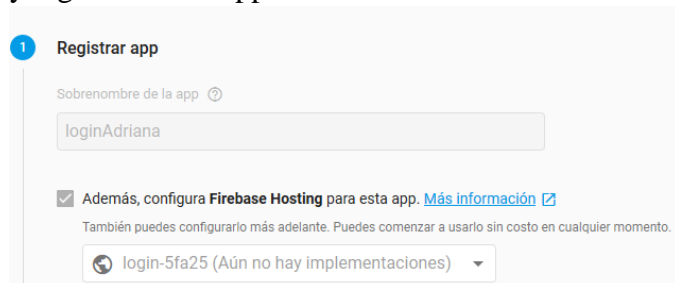 1 Registrar app
Sobrenombre de la app
loginAdriana
Además, configura Firebase Hosting para esta app. Más información
También puedes configurarlo más adelante. Puedes comenzar a usarlo sin costo en cualquier momento.
login-5fa25 (Aún no hay implementaciones)